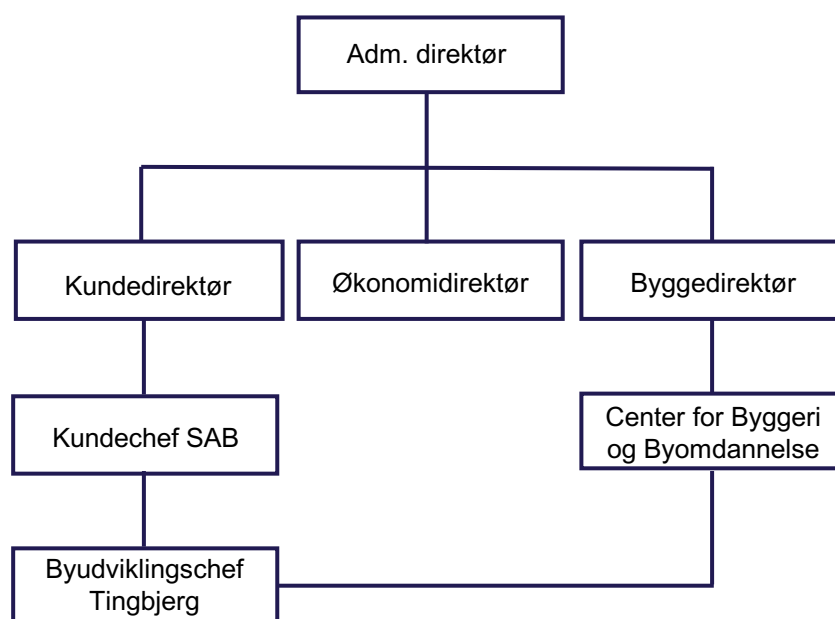 Adm. direktør
Kundedirektør
Økonomidirektør
Byggedirektør
Kundechef SAB
Center for Byggeri
og Byomdannelse
Byudviklingschef
Tingbjerg